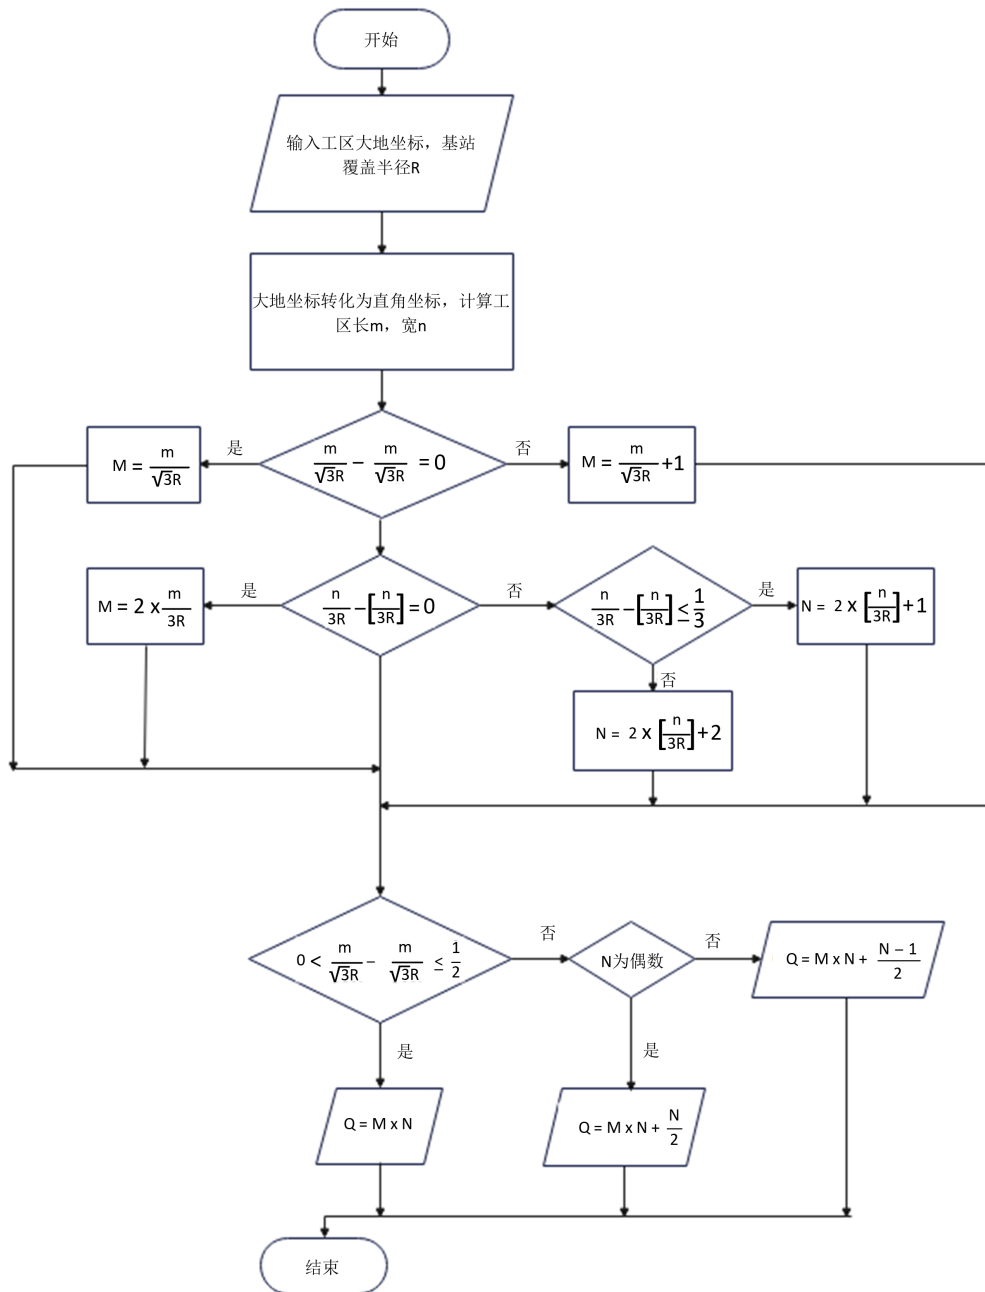 开始
输入工区大地坐标，基站
覆盖半径R
大地坐标转化为直角坐标，计算工
区长m，宽n
M = m/√3R
是
m/√3R − m/√3R = 0
否
M = m/√3R +1
M = 2 x m/3R
是
n/3R − [n/3R] = 0
否
n/3R − [n/3R] ≤ 1/3
是
N = 2 x [n/3R]+1
否
N = 2 x [n/3R]+2
0 < m/√3R − m/√3R ≤ 1/2
否
N为偶数
否
Q = M x N + (N − 1)/2
是
是
Q = M x N
Q = M x N + N/2
结束